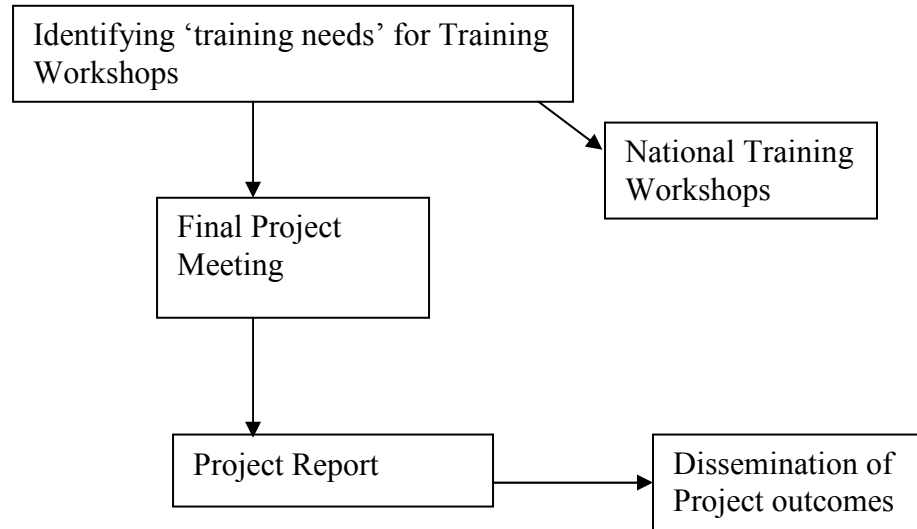 Identifying ‘training needs’ for Training
Workshops
National Training
Workshops
Final Project
Meeting
Project Report
Dissemination of
Project outcomes